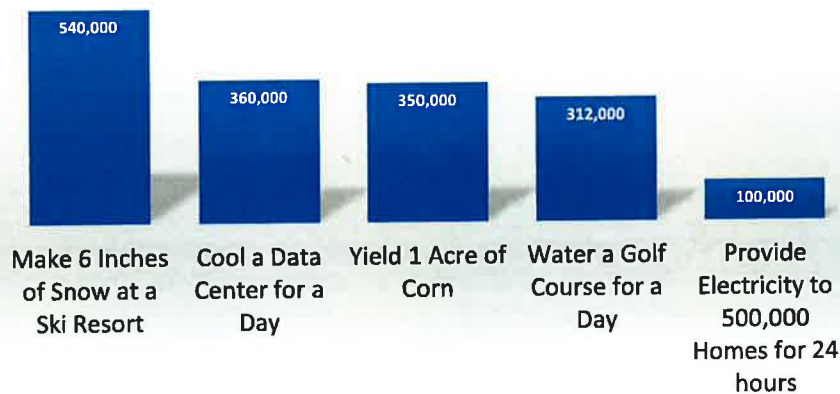 540,000
360,000
350,000
312,000
100,000
Make 6 Inches
of Snow at a
Ski Resort
Cool a Data
Center for a
Day
Yield 1 Acre of
Corn
Water a Golf
Course for a
Day
Provide
Electricity to
500,000
Homes for 24
hours